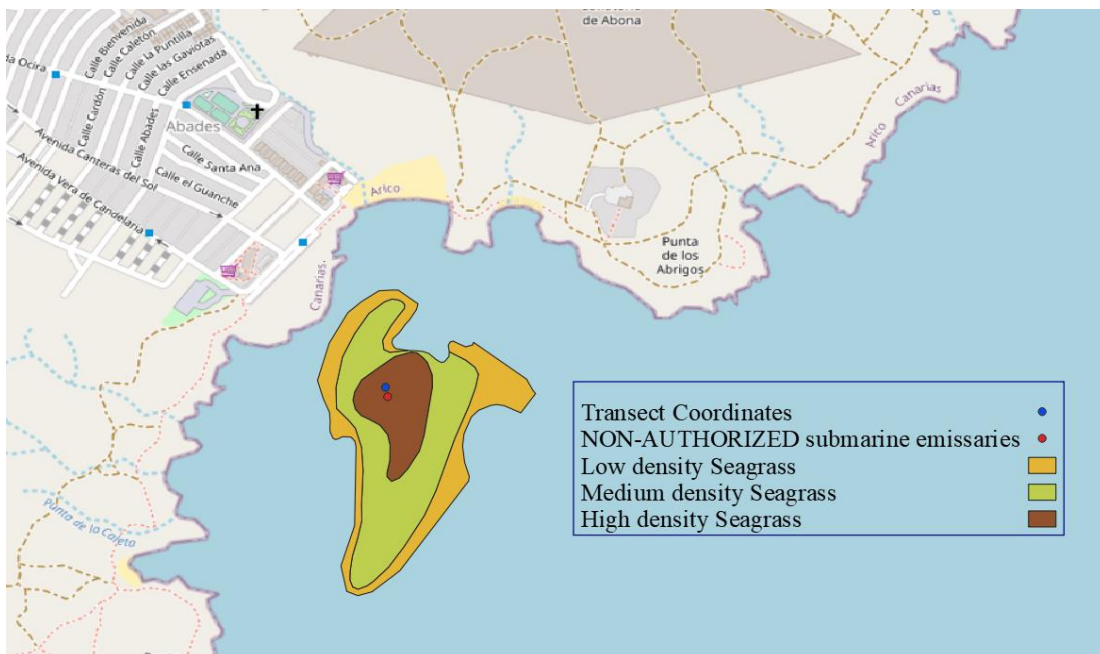 de Abona
Calle Bienvenida
Calle Caletón
Calle la Puntilla
Calle las Gaviotas
Calle Ensenada
da Ocira
Calle Cardón
Calle Abades
Abades
Avenida Canteras del Sol
Calle Santa Ana
Calle el Guanche
Avenida Vera de Candelaria
Arico
Canarias.
Arico
Canarias
Punta
de los
Abrigos
Punta de la Caleta
Transect Coordinates
NON-AUTHORIZED submarine emissaries
Low density Seagrass
Medium density Seagrass
High density Seagrass